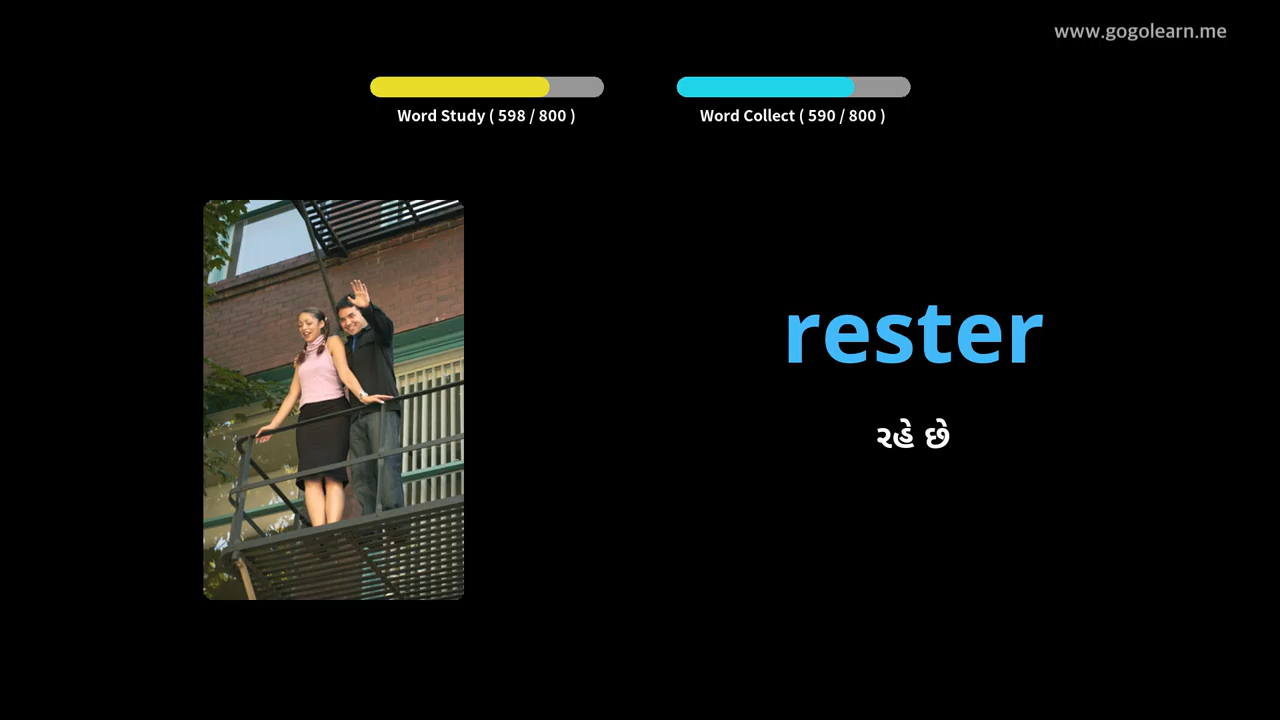 www.gogolearn.me
Word Study ( 598 / 800 )
Word Collect ( 590 / 800 )
rester
રહે છે